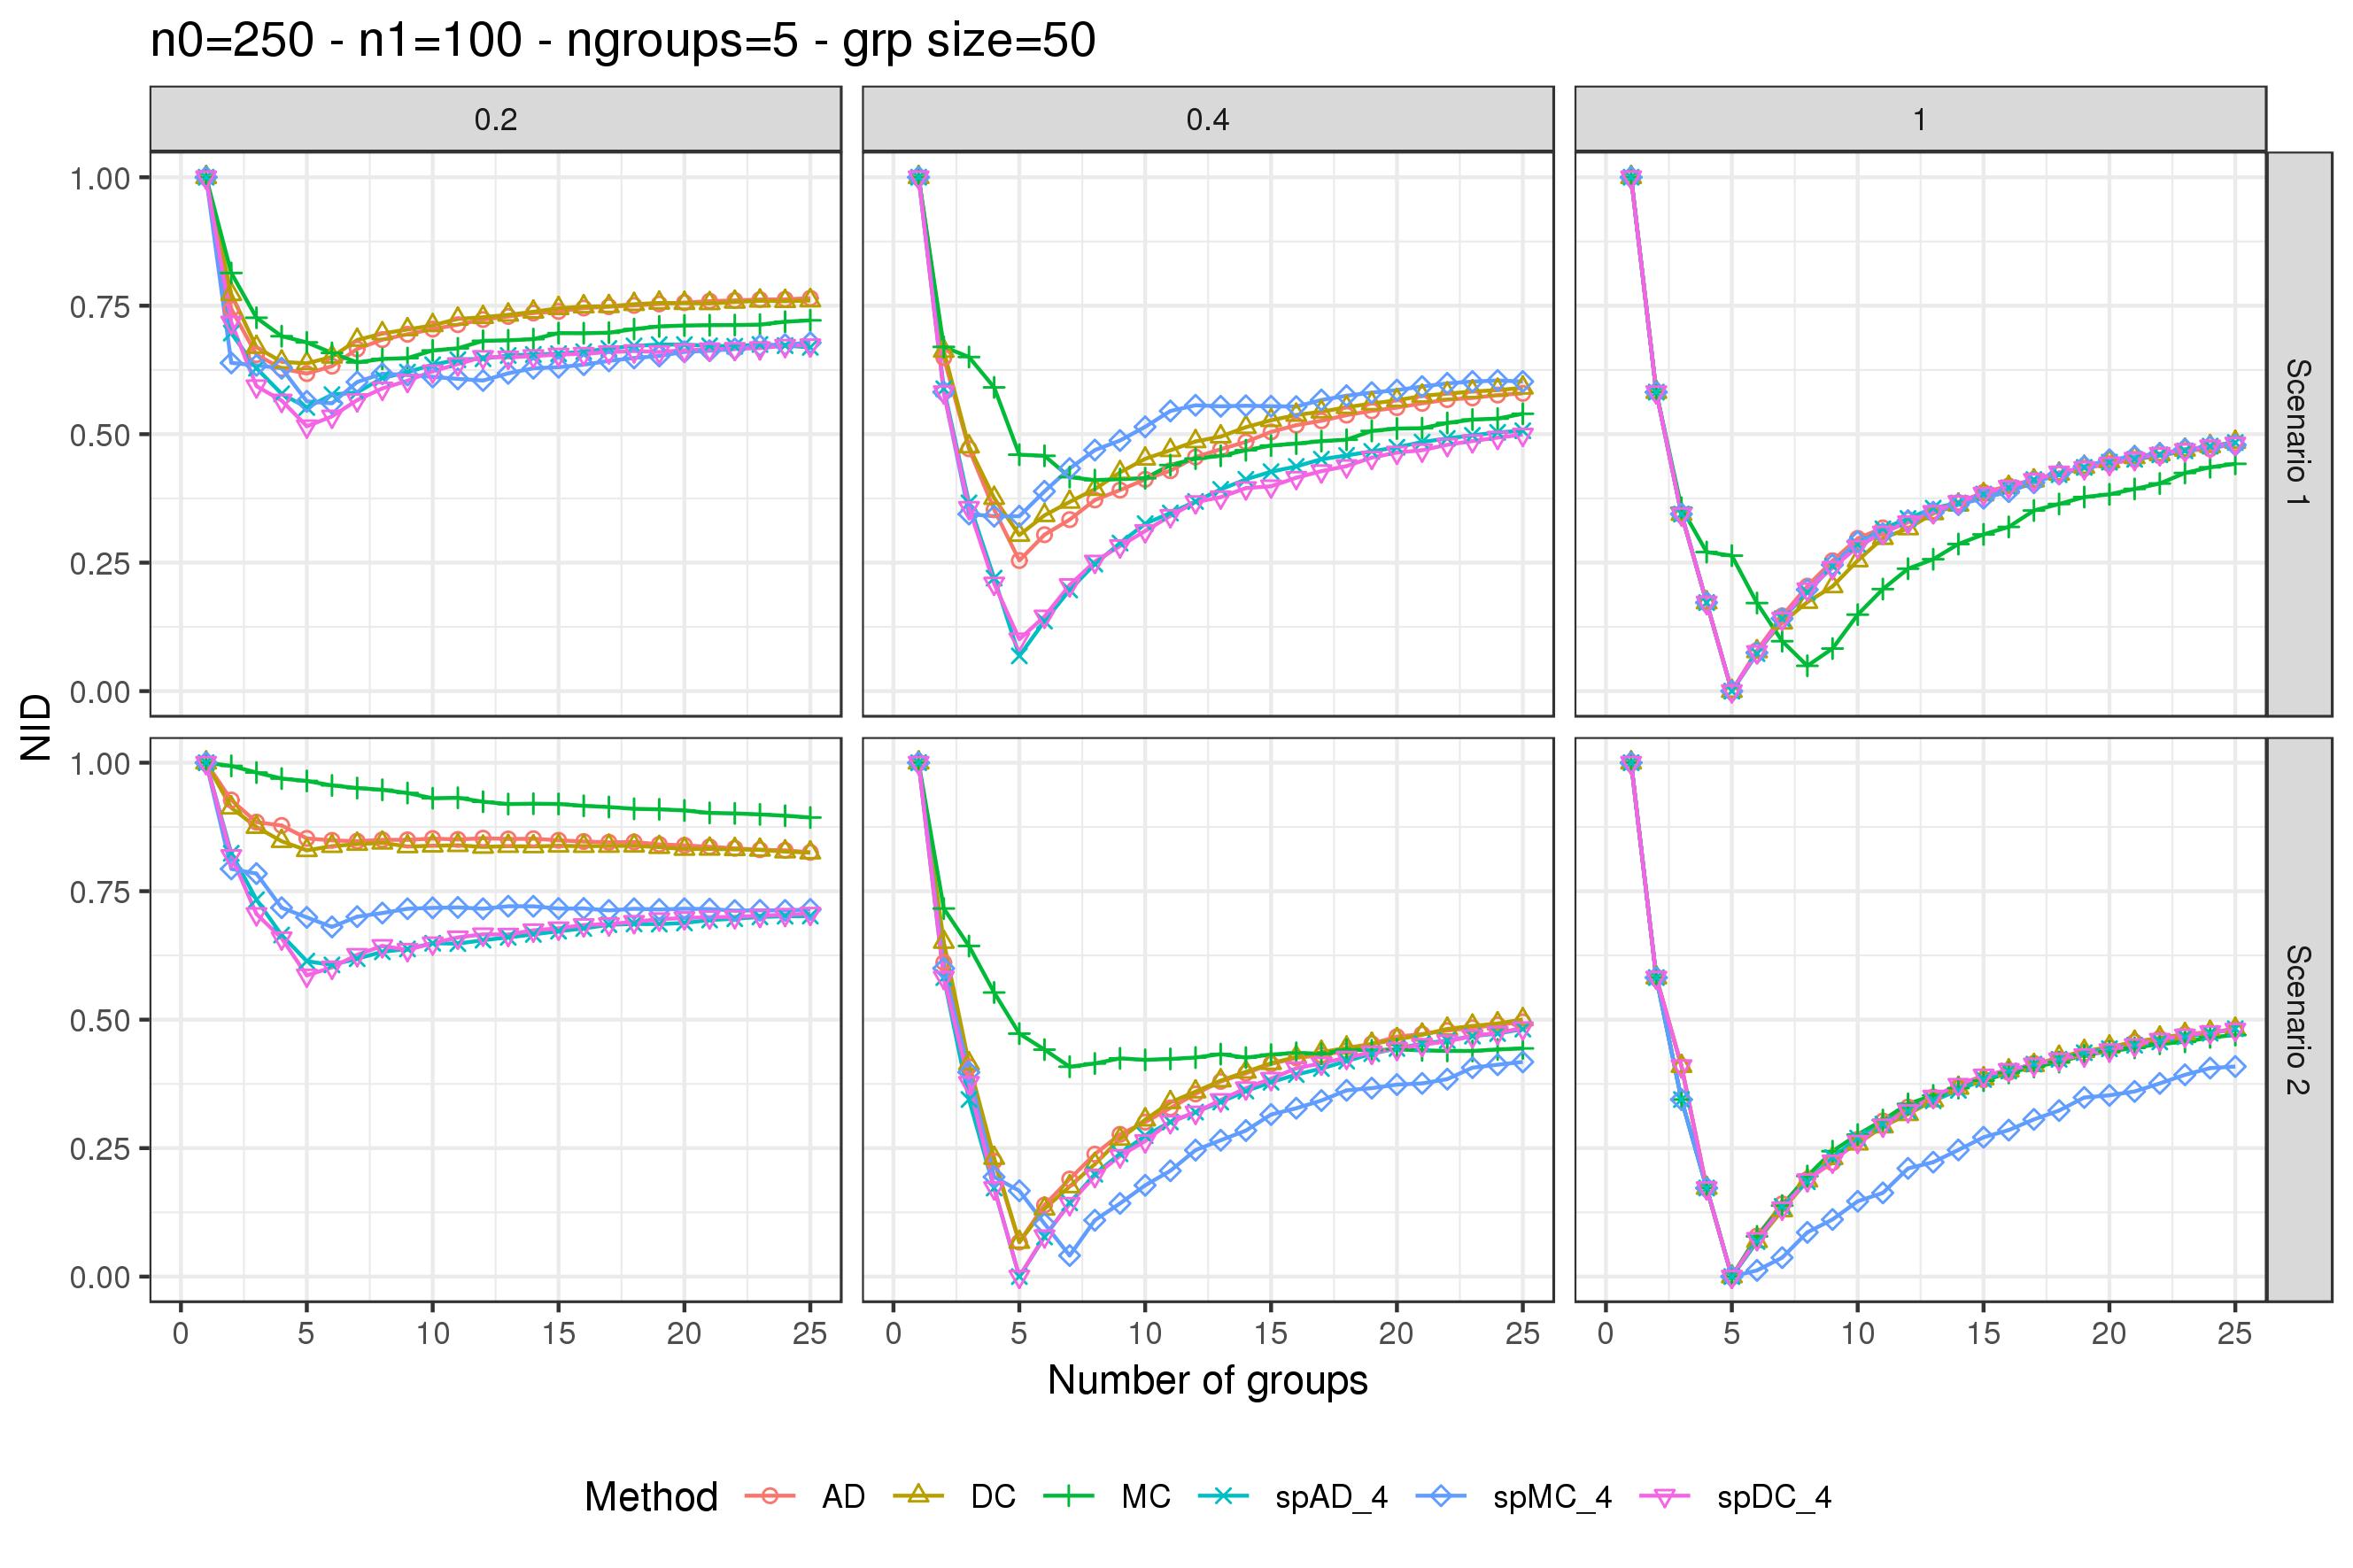 n0=250 - n1=100 - ngroups=5 - grp size=50
0.2 0.4 1
1.00
0.75
0.50
0.25
0.00
Scenario 1
NID
1.00
0.75
0.50
0.25
0.00
Scenario 2
0 5 10 15 20 25 0 5 10 15 20 25 0 5 10 15 20 25
Number of groups
Method AD DC MC spAD_4 spMC_4 spDC_4